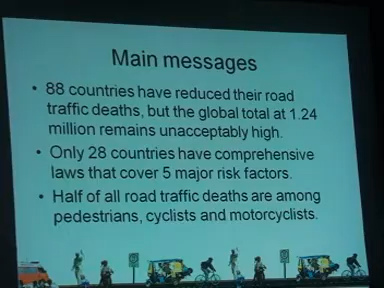 Main messages
• 88 countries have reduced their road
traffic deaths, but the global total at 1.24
million remains unacceptably high.
• Only 28 countries have comprehensive
laws that cover 5 major risk factors.
• Half of all road traffic deaths are among
pedestrians, cyclists and motorcyclists.